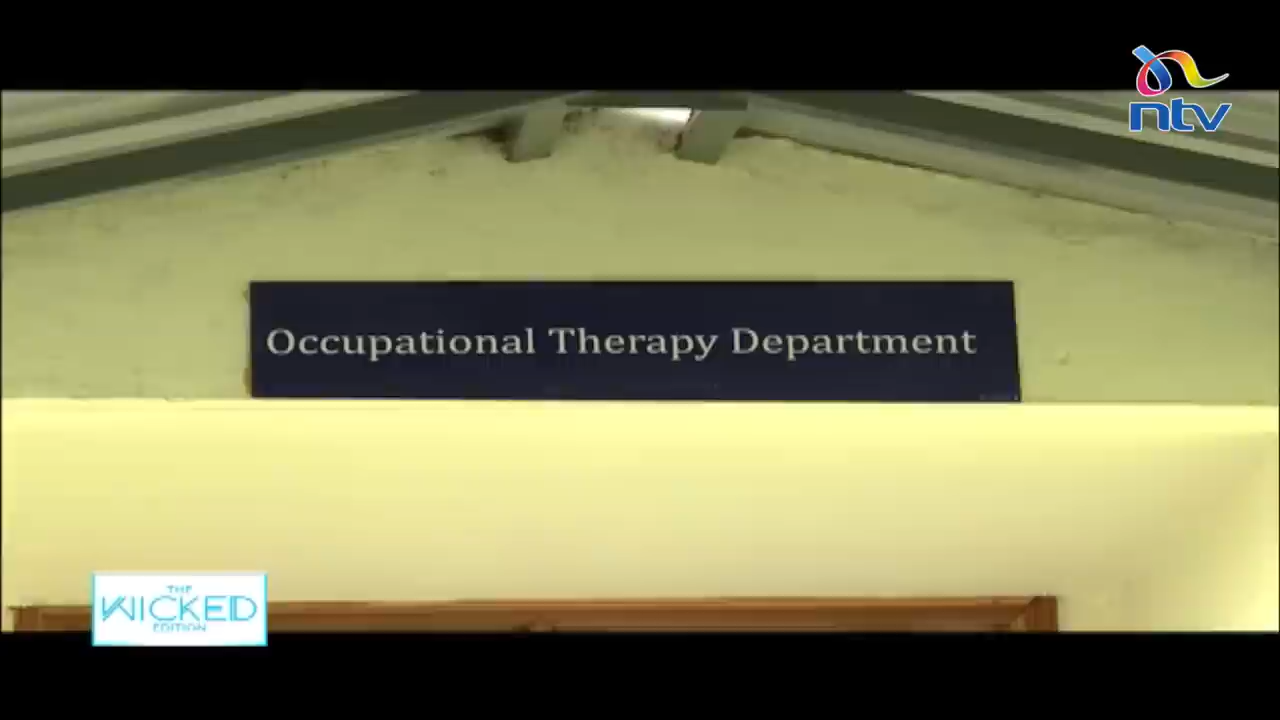 ntv
Occupational Therapy Department
THE
WICKED
EDITION